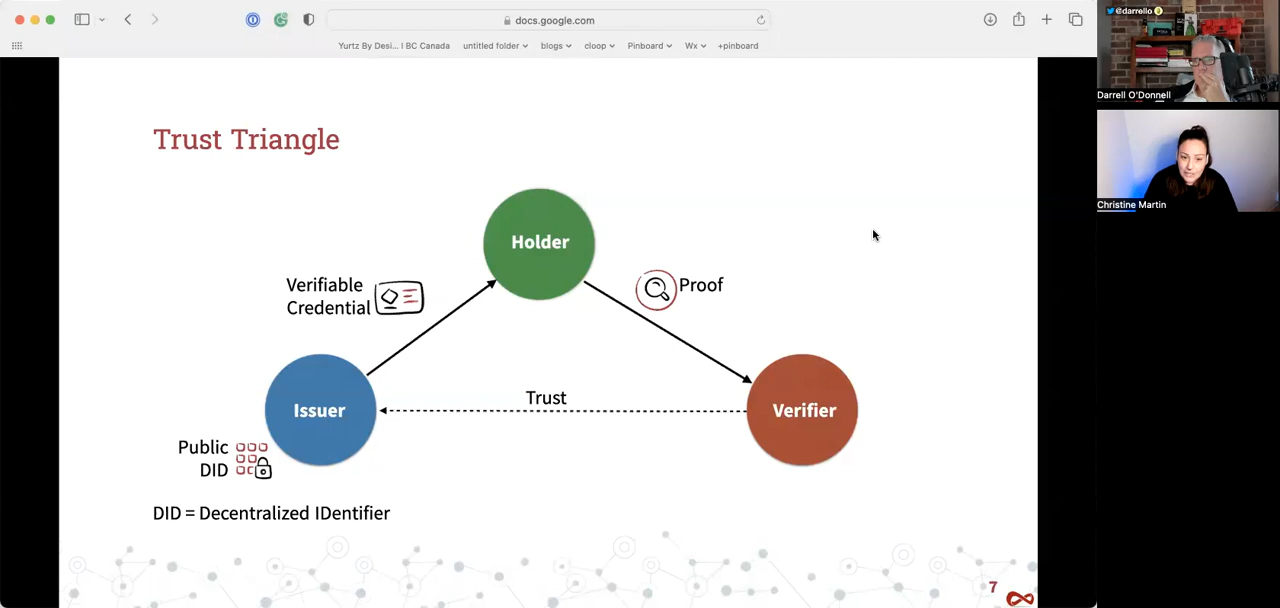 docs.google.com
Yurtz By Desi... | BC Canada
untitled folder
blogs
cloop
Pinboard
Wx
+pinboard
@darrello
Darrell O'Donnell
Christine Martin
Trust Triangle
Holder
Verifiable
Credential
Proof
Issuer
Trust
Verifier
Public
DID
DID = Decentralized IDentifier
7